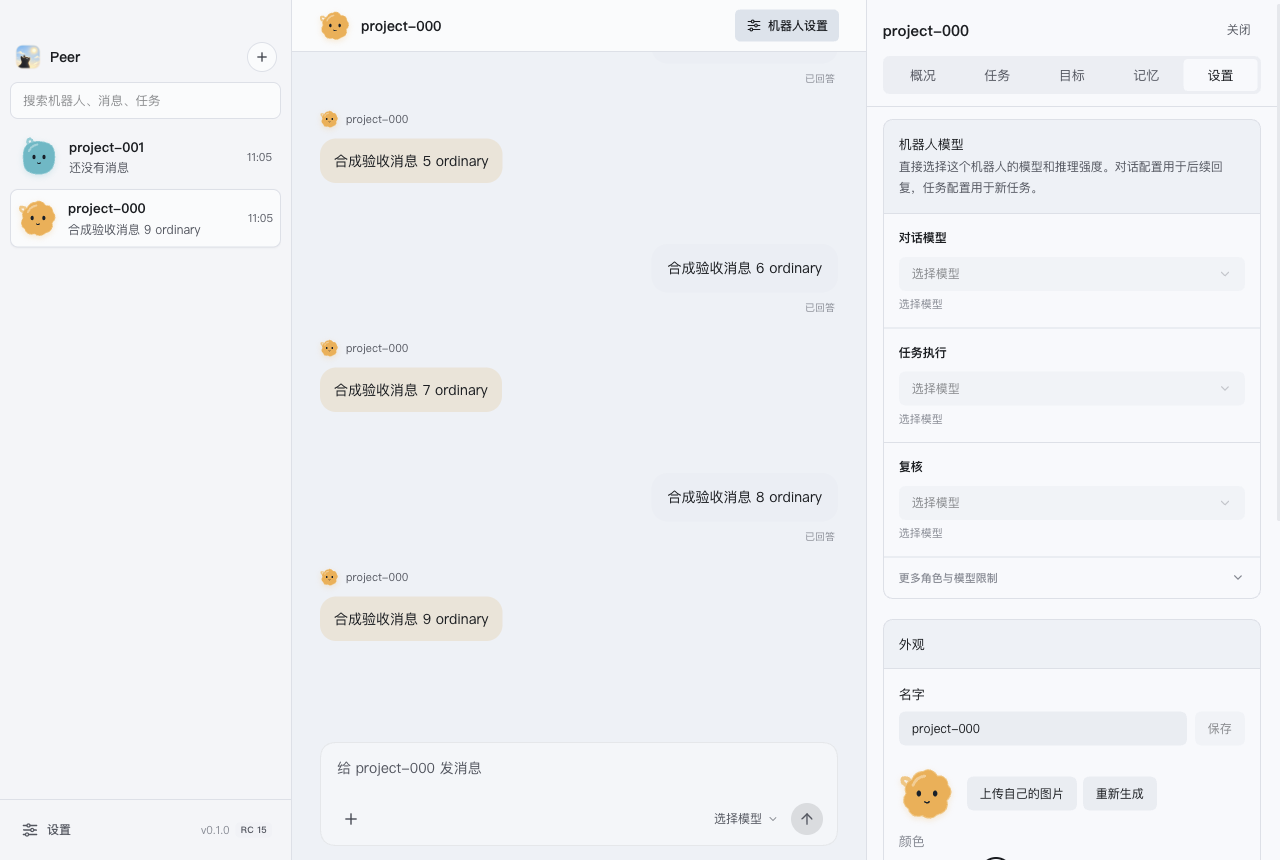 Peer
搜索机器人、消息、任务
project-001
11:05
还没有消息
project-000
11:05
合成验收消息 9 ordinary
设置
v0.1.0
RC 15
project-000
机器人设置
已回答
project-000
合成验收消息 5 ordinary
合成验收消息 6 ordinary
已回答
project-000
合成验收消息 7 ordinary
合成验收消息 8 ordinary
已回答
project-000
合成验收消息 9 ordinary
给 project-000 发消息
选择模型
project-000
关闭
概况
任务
目标
记忆
设置
机器人模型
直接选择这个机器人的模型和推理强度。对话配置用于后续回
复，任务配置用于新任务。
对话模型
选择模型
选择模型
任务执行
选择模型
选择模型
复核
选择模型
选择模型
更多角色与模型限制
外观
名字
project-000
保存
上传自己的图片
重新生成
颜色